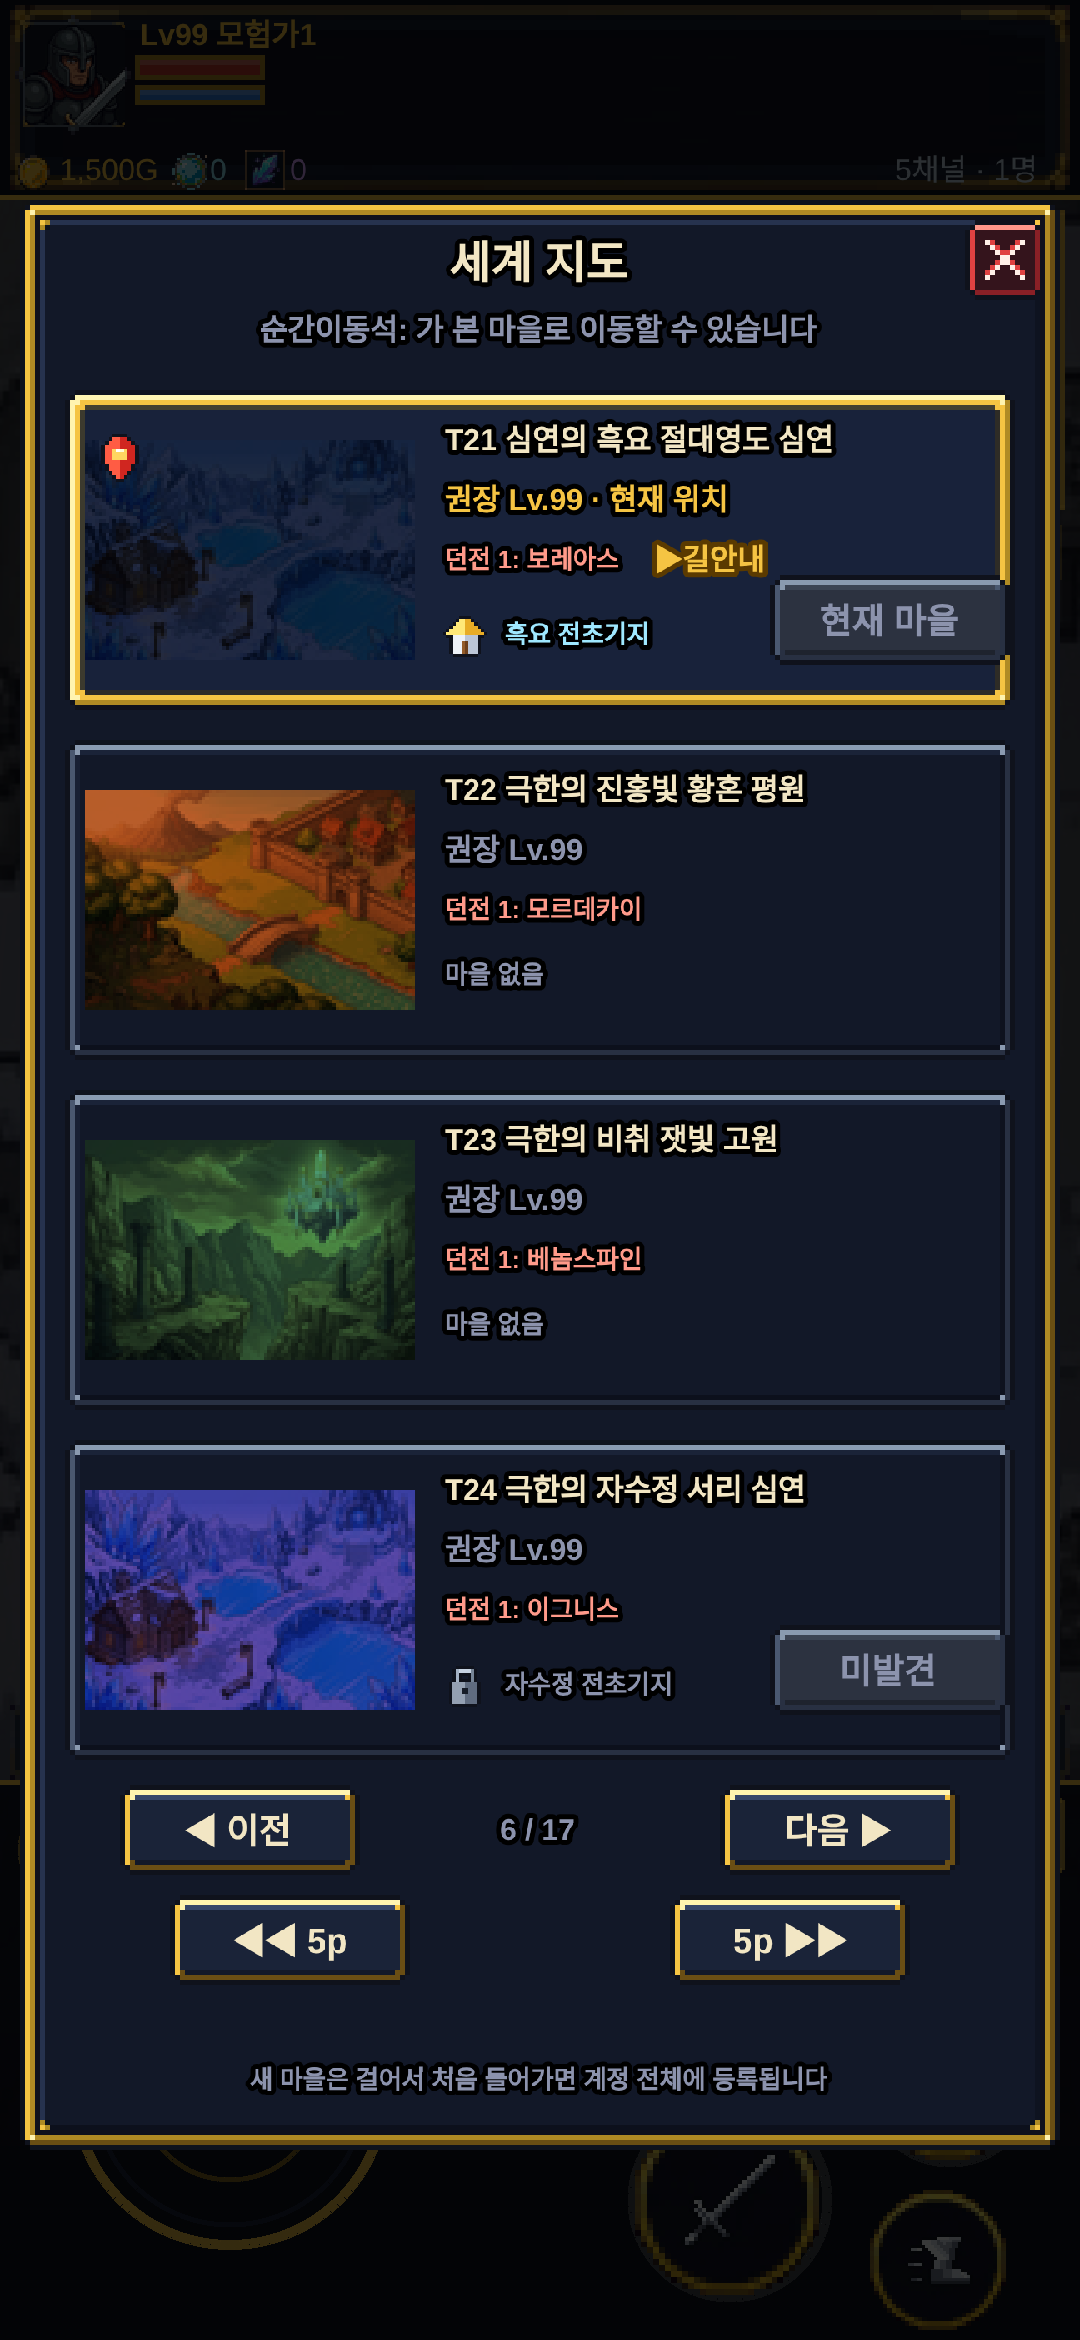 Lv99 모험가1
1,500G 0 0 5채널 · 1명
세계 지도
순간이동석: 가 본 마을로 이동할 수 있습니다
T21 심연의 흑요 절대영도 심연
권장 Lv.99 · 현재 위치
던전 1: 보레아스 ▶길안내
흑요 전초기지
현재 마을
T22 극한의 진홍빛 황혼 평원
권장 Lv.99
던전 1: 모르데카이
마을 없음
T23 극한의 비취 잿빛 고원
권장 Lv.99
던전 1: 베놈스파인
마을 없음
T24 극한의 자수정 서리 심연
권장 Lv.99
던전 1: 이그니스
자수정 전초기지
미발견
◀ 이전 6 / 17 다음 ▶
◀◀ 5p 5p ▶▶
새 마을은 걸어서 처음 들어가면 계정 전체에 등록됩니다